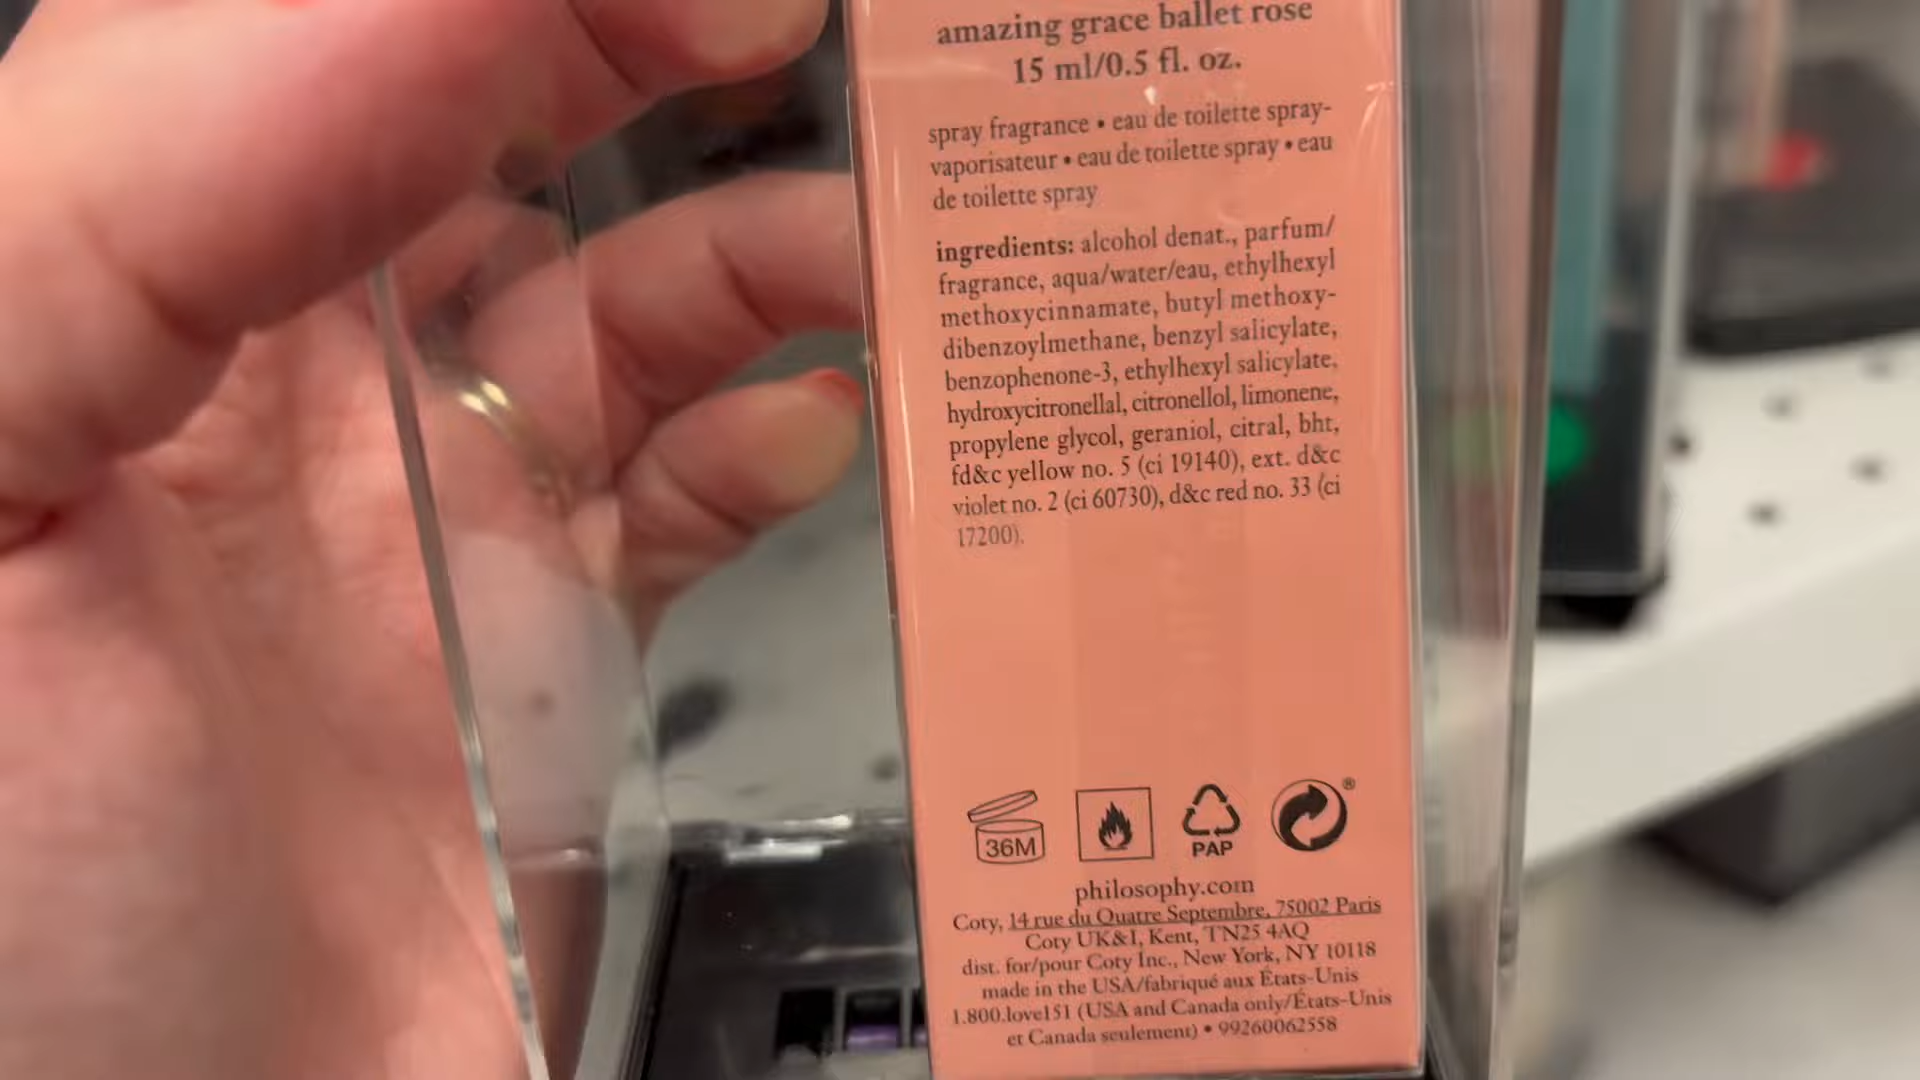 amazing grace ballet rose
15 ml/0.5 fl. oz.
spray fragrance • eau de toilette spray-
vaporisateur • eau de toilette spray • eau
de toilette spray
ingredients: alcohol denat., parfum/
fragrance, aqua/water/eau, ethylhexyl
methoxycinnamate, butyl methoxy-
dibenzoylmethane, benzyl salicylate,
benzophenone-3, ethylhexyl salicylate,
hydroxycitronellal, citronellol, limonene,
propylene glycol, geraniol, citral, bht,
fd&c yellow no. 5 (ci 19140), ext. d&c
violet no. 2 (ci 60730), d&c red no. 33 (ci
17200).
36M
PAP
®
philosophy.com
Coty, 14 rue du Quatre Septembre, 75002 Paris
Coty UK&I, Kent, TN25 4AQ
dist. for/pour Coty Inc., New York, NY 10118
made in the USA/fabriqué aux États-Unis
1.800.love151 (USA and Canada only/États-Unis
et Canada seulement) • 99260062558